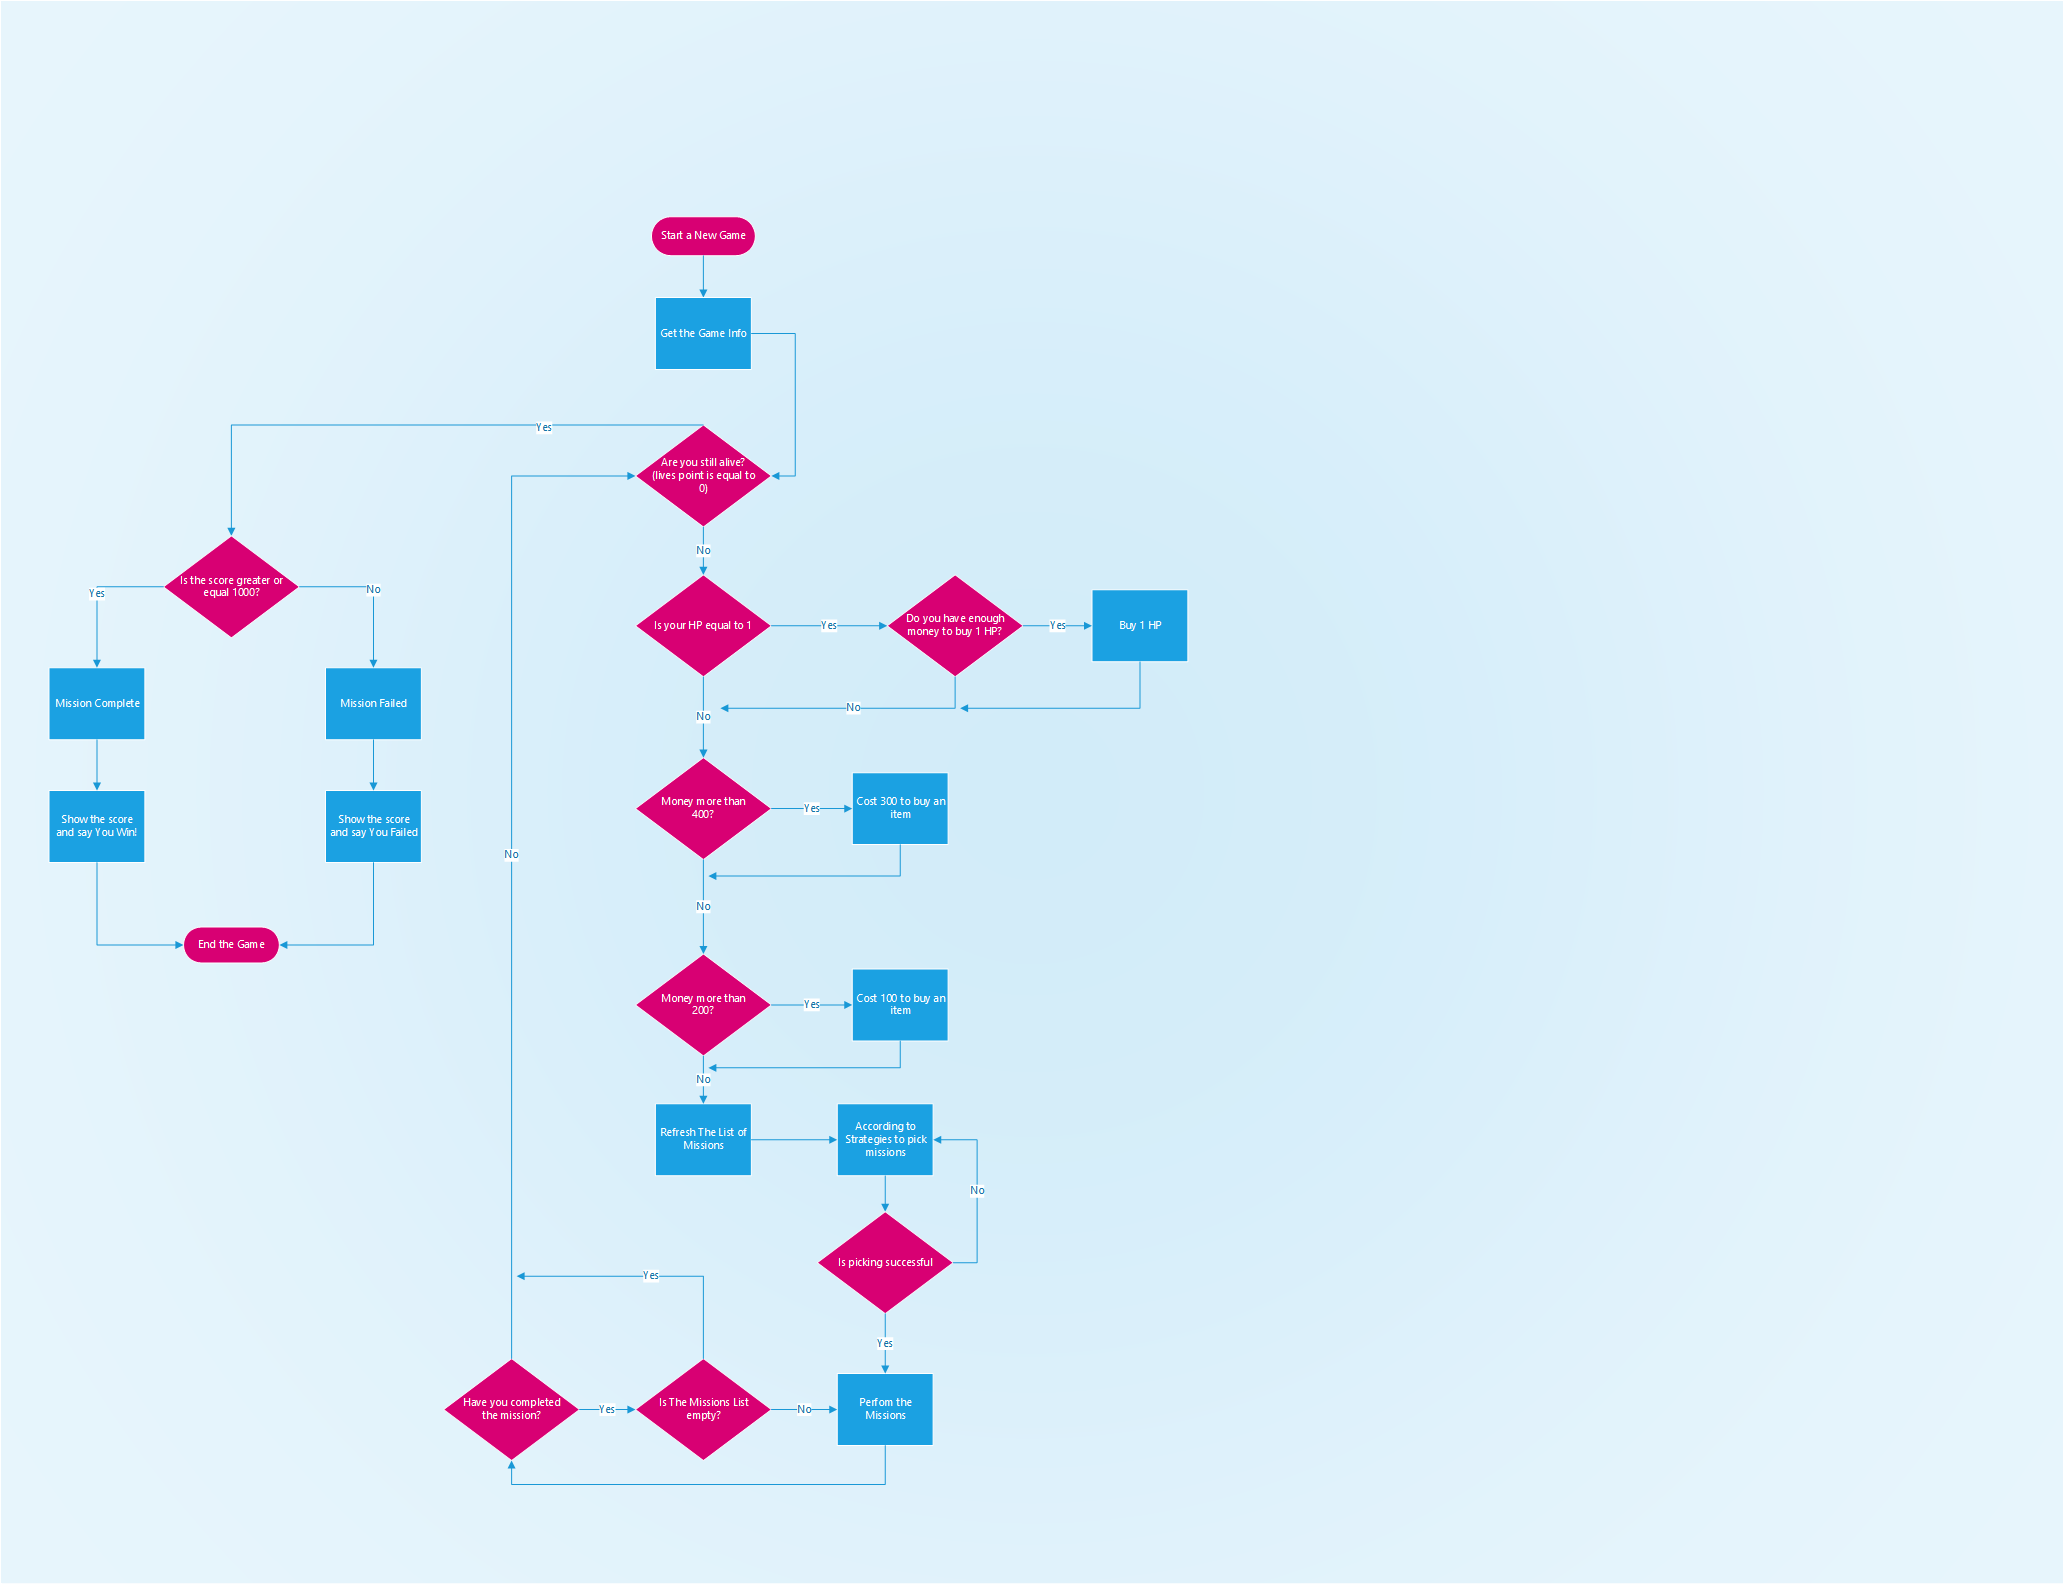 Start a New Game
Get the Game Info
Yes
Are you still alive?
(lives point is equal to
0)
No
Is the score greater or
equal 1000?
Yes
No
Mission Complete
Mission Failed
Show the score
and say You Win!
Show the score
and say You Failed
End the Game
Is your HP equal to 1
Yes
Do you have enough
money to buy 1 HP?
Yes
Buy 1 HP
No
No
Money more than
400?
Yes
Cost 300 to buy an
item
No
No
Money more than
200?
Yes
Cost 100 to buy an
item
No
Refresh The List of
Missions
According to
Strategies to pick
missions
No
Is picking successful
Yes
Yes
Have you completed
the mission?
Yes
Is The Missions List
empty?
No
Perfom the
Missions